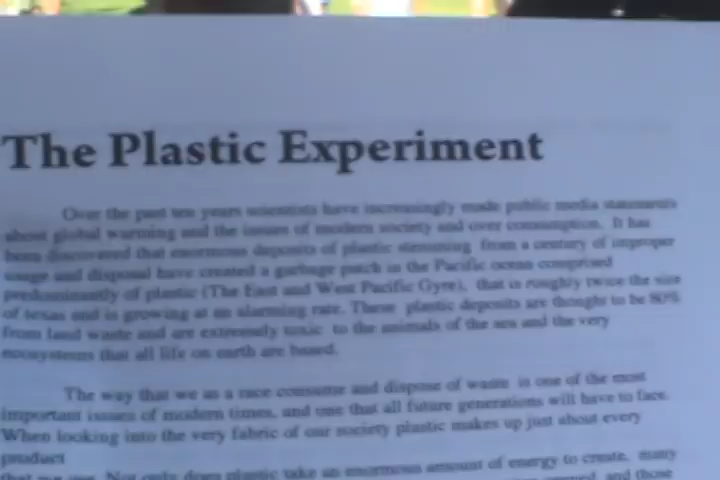 The Plastic Experiment
Over the past ten years scientists have increasingly made public media statements
about global warming and the issues of modern society and over consumption. It has
been discovered that enormous deposits of plastic stemming from a century of improper
usage and disposal have created a garbage patch in the Pacific ocean comprised
predominantly of plastic (The East and West Pacific Gyre), that is roughly twice the size
of texas and is growing at an alarming rate. These plastic deposits are thought to be 80%
from land waste and are extremely toxic to the animals of the sea and the very
ecosystems that all life on earth are based.
The way that we as a race consume and dispose of waste is one of the most
important issues of modern times, and one that all future generations will have to face.
When looking into the very fabric of our society plastic makes up just about every
product
that we use. Not only does plastic take an enormous amount of energy to create, many
and those